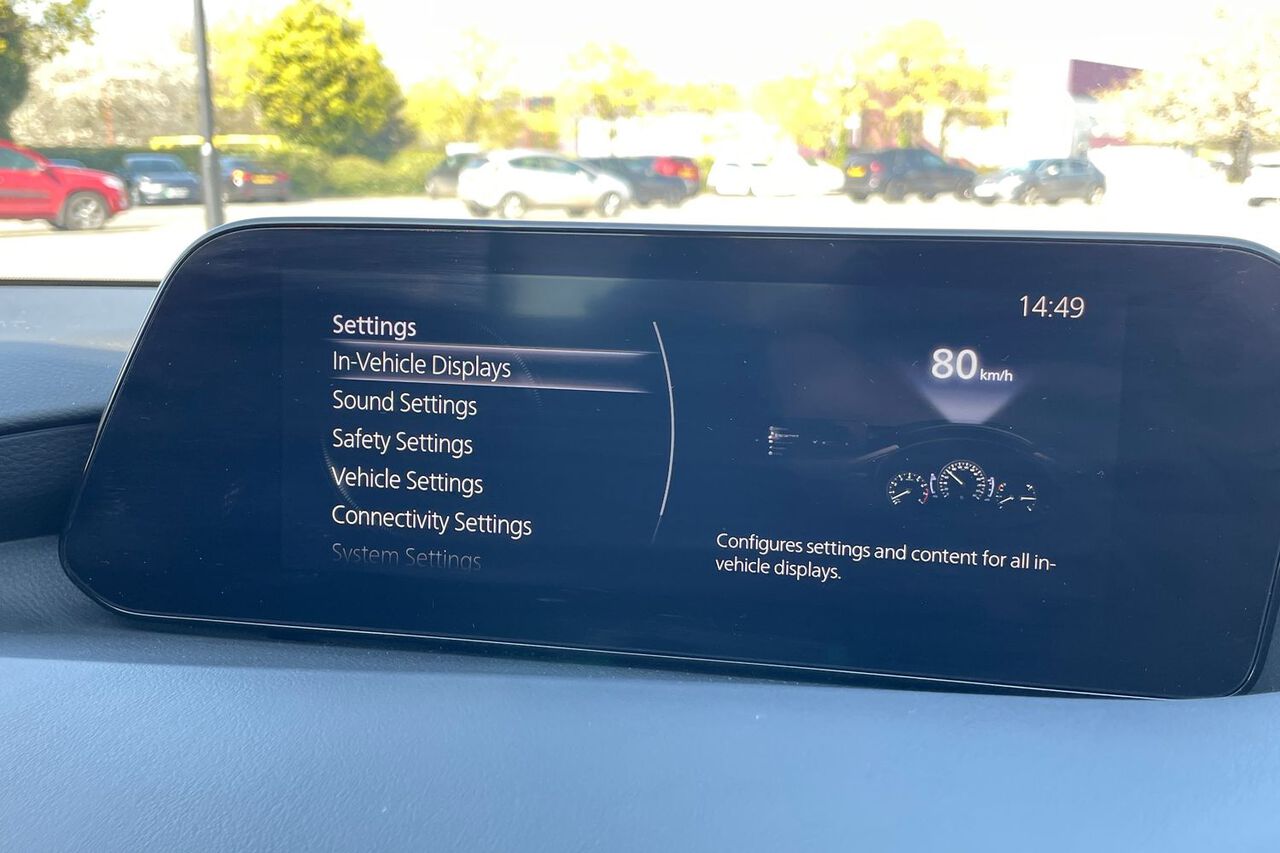 14:49
Settings
In-Vehicle Displays
Sound Settings
Safety Settings
Vehicle Settings
Connectivity Settings
System Settings
80 km/h
Configures settings and content for all in-
vehicle displays.